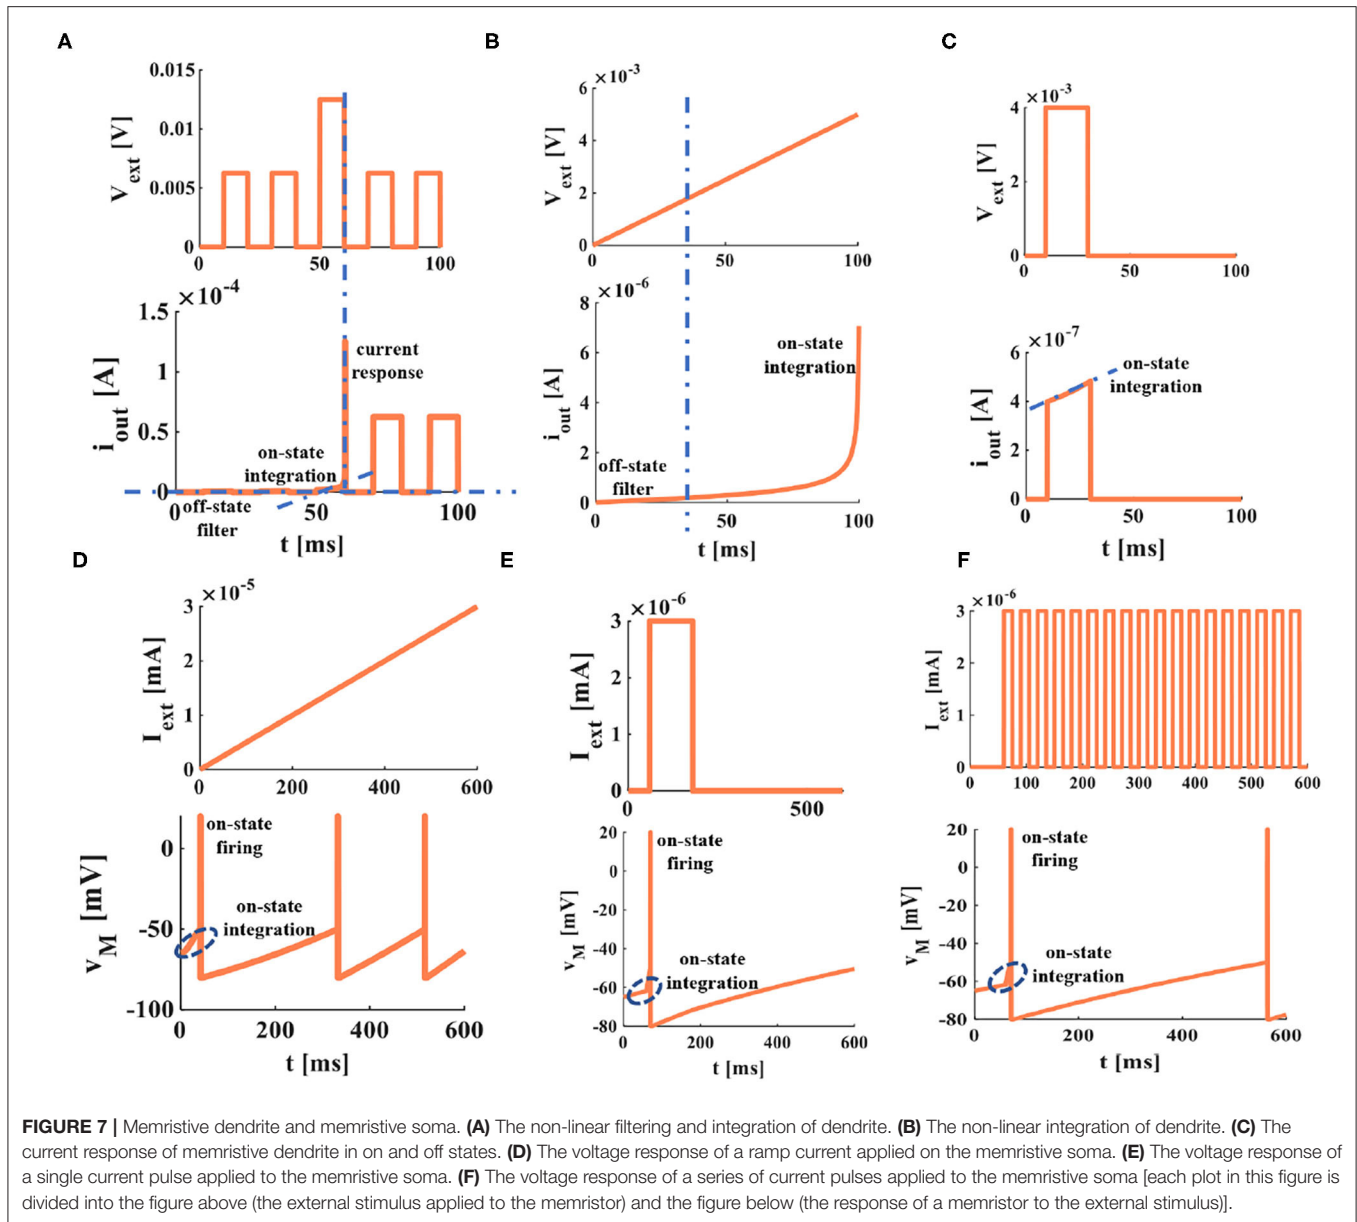 A
V_ext [V]
0.015
0.01
0.005
0
0 50 100
×10^-4
i_out [A]
1.5
1
0.5
0
current
response
on-state
integration
off-state
filter
0 50 100
t [ms]
B
×10^-3
V_ext [V]
6
4
2
0
0 50 100
×10^-6
i_out [A]
8
6
4
2
0
on-state
integration
off-state
filter
0 50 100
t [ms]
C
×10^-3
V_ext [V]
4
2
0
0 50 100
×10^-7
i_out [A]
6
4
2
0
on-state
integration
0 50 100
t [ms]
D
×10^-5
I_ext [mA]
3
2
1
0
0 200 400 600
v_M [mV]
0
-50
-100
on-state
firing
on-state
integration
0 200 400 600
t [ms]
E
×10^-6
I_ext [mA]
3
2
1
0
0 500
v_M [mV]
20
0
-20
-40
-60
-80
on-state
firing
on-state
integration
0 200 400 600
t [ms]
F
×10^-6
I_ext [mA]
3
2
1
0
0 100 200 300 400 500 600
v_M [mV]
20
0
-20
-40
-60
-80
on-state
firing
on-state
integration
0 200 400 600
t [ms]
FIGURE 7 | Memristive dendrite and memristive soma. (A) The non-linear filtering and integration of dendrite. (B) The non-linear integration of dendrite. (C) The
current response of memristive dendrite in on and off states. (D) The voltage response of a ramp current applied on the memristive soma. (E) The voltage response of
a single current pulse applied to the memristive soma. (F) The voltage response of a series of current pulses applied to the memristive soma [each plot in this figure is
divided into the figure above (the external stimulus applied to the memristor) and the figure below (the response of a memristor to the external stimulus)].